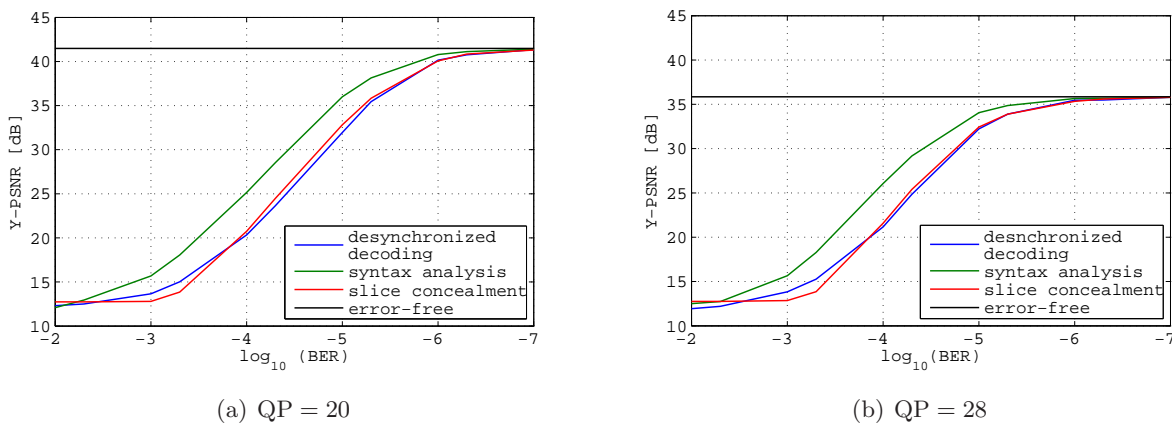 45
40
35
30
25
20
15
10
Y-PSNR [dB]
desynchronized
decoding
syntax analysis
slice concealment
error-free
-2 -3 -4 -5 -6 -7
log10 (BER)
(a) QP = 20
45
40
35
30
25
20
15
10
Y-PSNR [dB]
desnchronized
decoding
syntax analysis
slice concealment
error-free
-2 -3 -4 -5 -6 -7
log10(BER)
(b) QP = 28